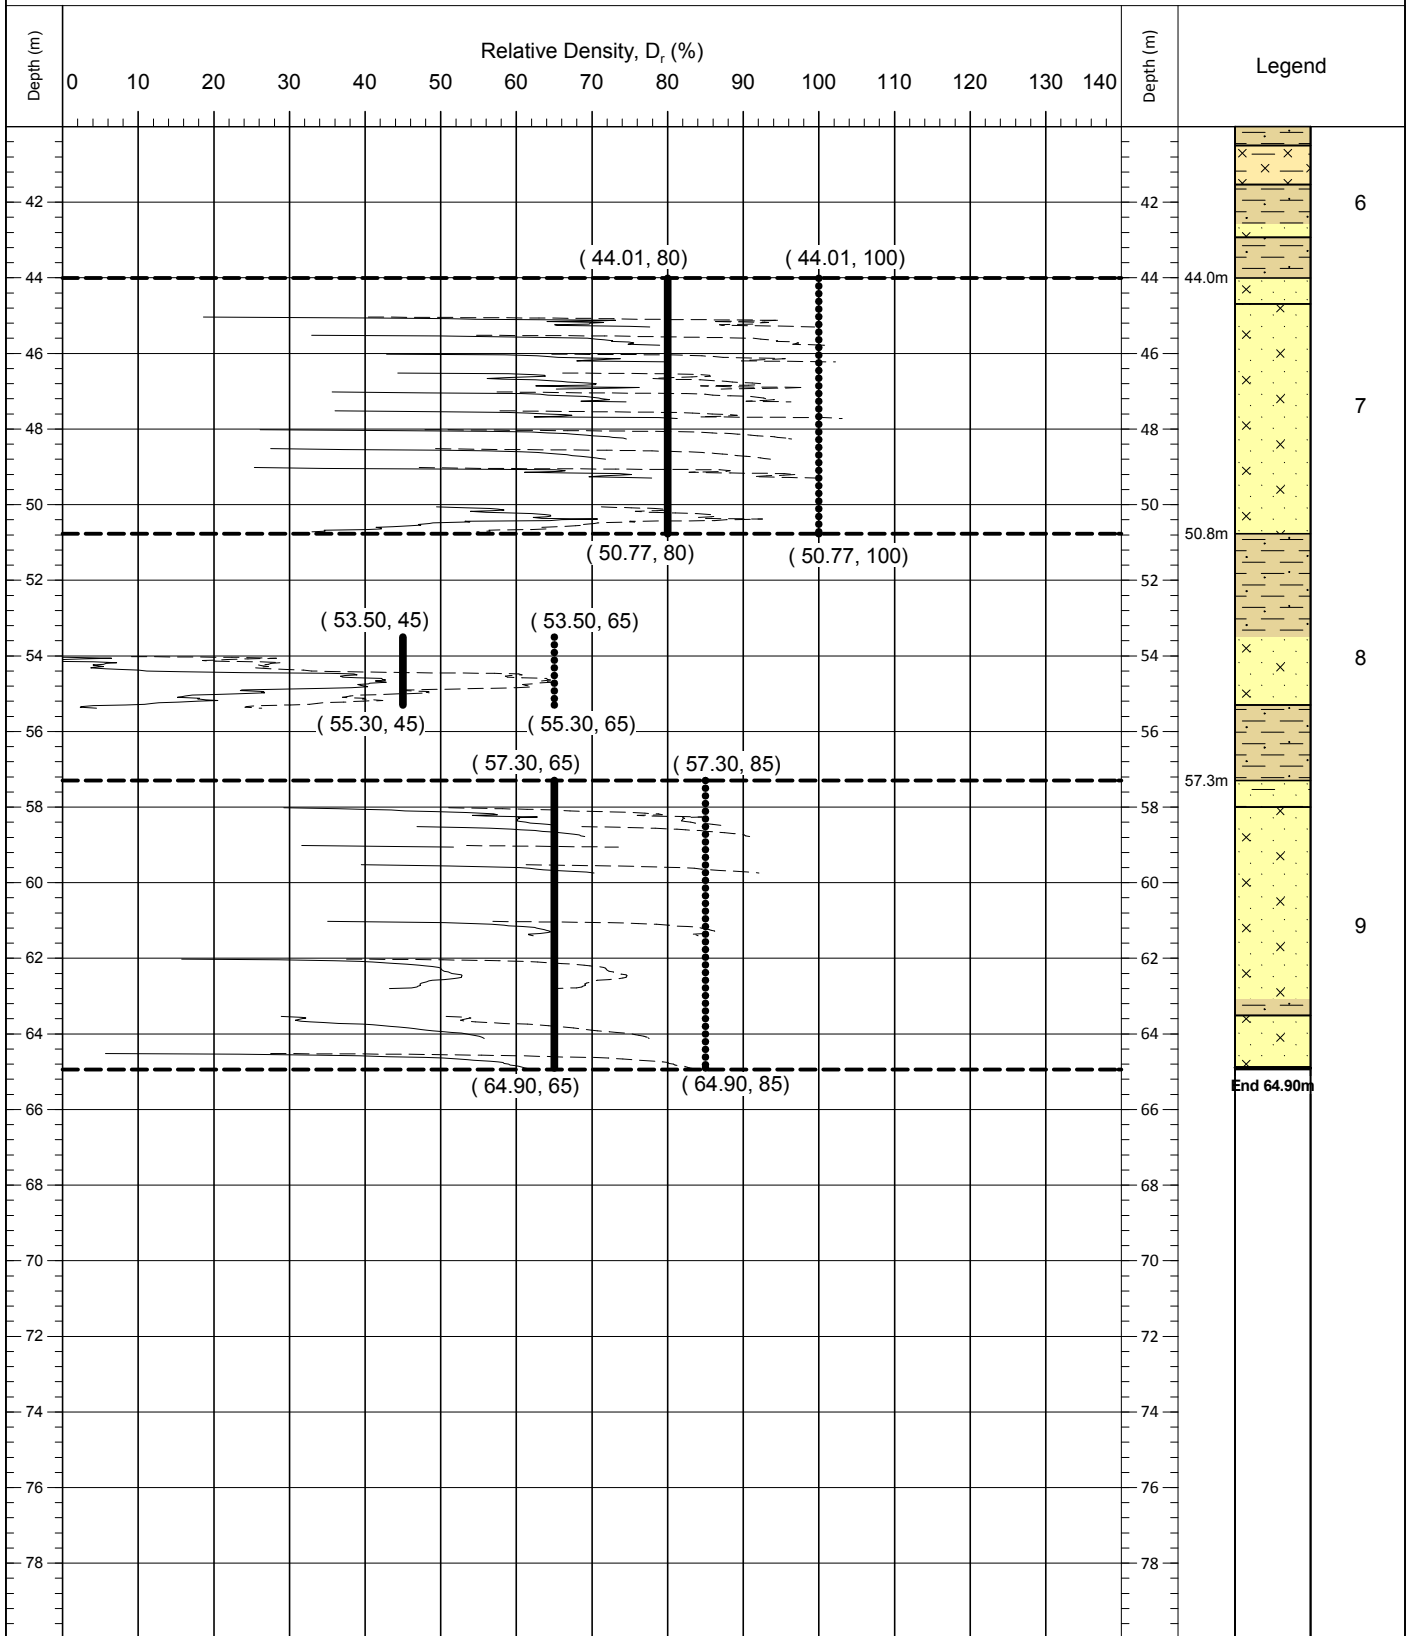 Depth (m)
Relative Density, Dr (%)
Depth (m)
Legend
0 10 20 30 40 50 60 70 80 90 100 110 120 130 140
42 42 6
( 44.01, 80) ( 44.01, 100)
44 44 44.0m
46 46
7
48 48
50 50
50.8m
( 50.77, 80) ( 50.77, 100)
52 52
( 53.50, 45) ( 53.50, 65)
54 54 8
( 55.30, 45) ( 55.30, 65)
56 56
( 57.30, 65) ( 57.30, 85)
57.3m
58 58
60 60
9
62 62
64 64
( 64.90, 65) ( 64.90, 85) End 64.90m
66 66
68 68
70 70
72 72
74 74
76 76
78 78